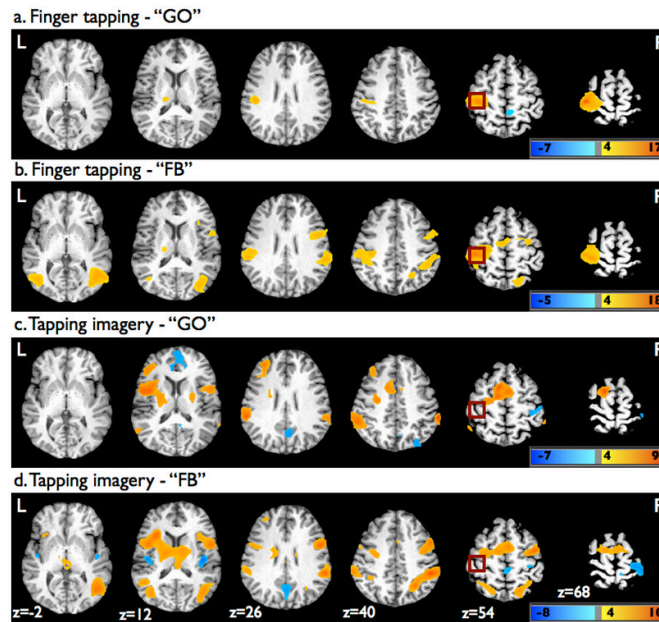 a. Finger tapping - "GO"
L
-7 4 17
b. Finger tapping - "FB"
L
-5 4 18
c. Tapping imagery - "GO"
L
-7 4 9
d. Tapping imagery - "FB"
L
z=-2 z=12 z=26 z=40 z=54 z=68
-8 4 10